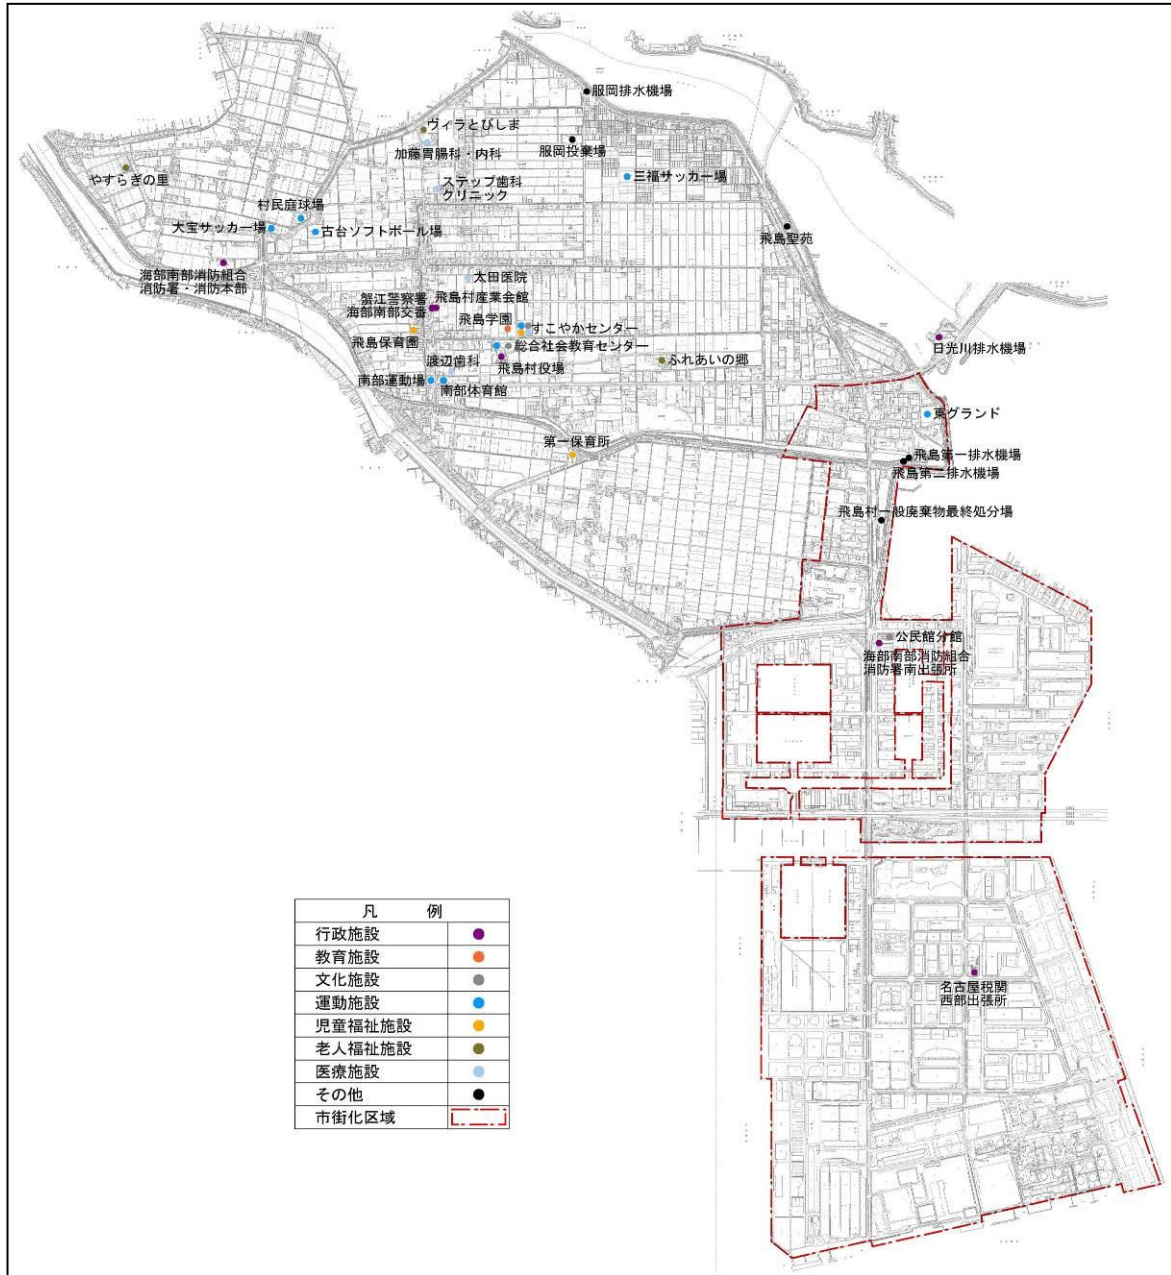 服岡排水機場
ヴィラとびしま
加藤胃腸科・内科
服岡投棄場
やすらぎの里
ステップ歯科
クリニック
三福サッカー場
村民庭球場
大宝サッカー場
古台ソフトボール場
飛島聖苑
海部南部消防組合
消防署・消防本部
太田医院
蟹江警察署
海部南部交番
飛島村産業会館
飛島学園
すこやかセンター
飛島保育園
総合社会教育センター
日光川排水機場
渡辺歯科
飛島村役場
ふれあいの郷
南部運動場
南部体育館
東グランド
第一保育所
飛島第一排水機場
飛島第二排水機場
飛島村一般廃棄物最終処分場
公民館分館
海部南部消防組合
消防署南出張所
凡 例
行政施設
教育施設
文化施設
運動施設
児童福祉施設
老人福祉施設
医療施設
その他
市街化区域
名古屋税関
西部出張所